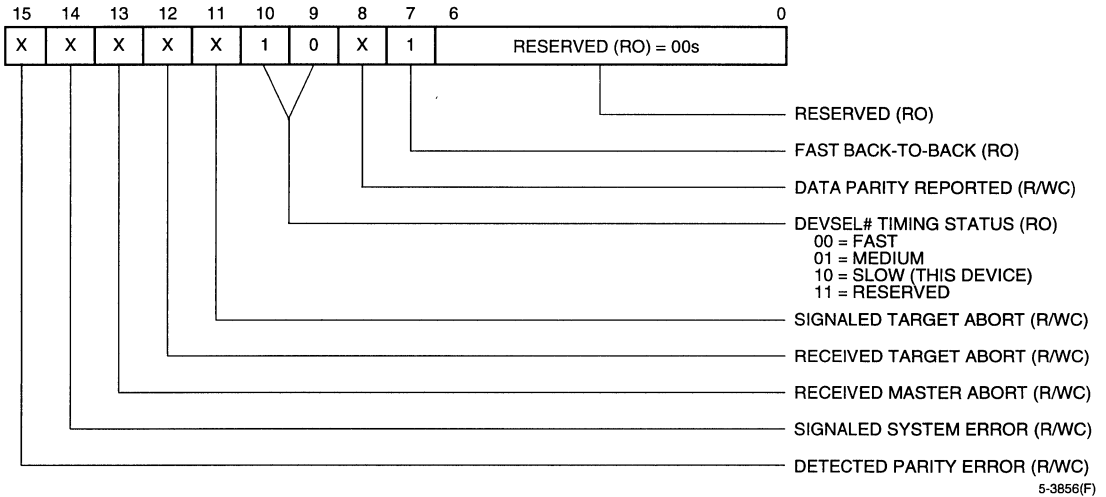 15 14 13 12 11 10 9 8 7 6 0
X X X X X 1 0 X 1 RESERVED (RO) = 00s
RESERVED (RO)
FAST BACK-TO-BACK (RO)
DATA PARITY REPORTED (R/WC)
DEVSEL# TIMING STATUS (RO)
00 = FAST
01 = MEDIUM
10 = SLOW (THIS DEVICE)
11 = RESERVED
SIGNALED TARGET ABORT (R/WC)
RECEIVED TARGET ABORT (R/WC)
RECEIVED MASTER ABORT (R/WC)
SIGNALED SYSTEM ERROR (R/WC)
DETECTED PARITY ERROR (R/WC)
5-3856(F)